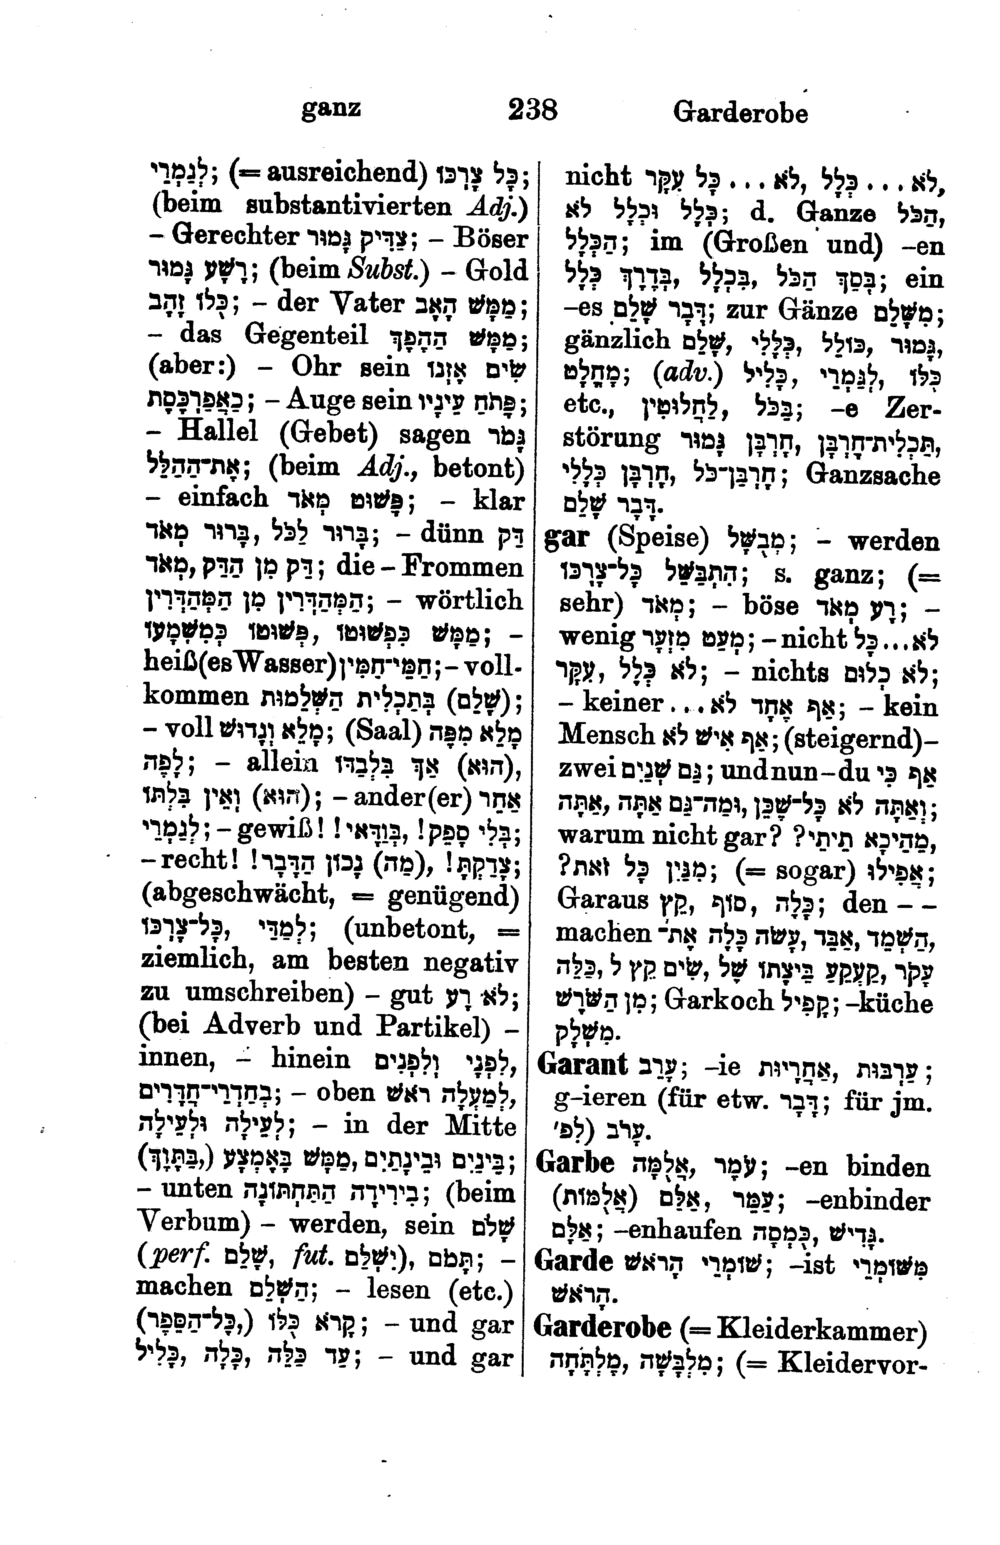 ganz 238 Garderobe
לְגַמְרֵי; (= ausreichend) כָּל צָרְכּוֹ;
(beim substantivierten Adj.)
– Gerechter צַדִּיק גָּמוּר; – Böser
רָשָׁע גָּמוּר; (beim Subst.) – Gold
כֻּלּוֹ זָהָב; – der Vater מַמָּשׁ הָאָב;
– das Gegenteil מַמָּשׁ הַהֵפֶךְ;
(aber:) – Ohr sein שִׂים אָזְנוֹ
כַּאֲפַרְכֶּסֶת; – Auge sein פָּתַח עֵינָיו;
– Hallel (Gebet) sagen גָּמֹר
אֶת־הַהַלֵּל; (beim Adj., betont)
– einfach פָּשׁוּט מְאֹד; – klar
בָּרוּר לַכֹּל, בָּרוּר מְאֹד; – dünn דַּק
מְאֹד, דַּק מִן הַדַּק; die – Frommen
הַמְּהַדְּרִין מִן הַמְּהַדְּרִין; – wörtlich
מַמָּשׁ כִּפְשׁוּטוֹ, פְּשׁוּטוֹ כְּמַשְׁמָעוֹ; –
heiß (es Wasser) חַמֵּי־חַמִּין; – voll-
kommen (שָׁלֵם) בְּתַכְלִית הַשְּׁלֵמוּת;
– voll מָלֵא וְגָדוּשׁ; (Saal) מָלֵא מִפֶּה
לָפֶה; – allein (הוּא) אַךְ בִּלְבַדּוֹ,
(הוּא) וְאֵין בִּלְתּוֹ; – ander(er) אַחֵר
לְגַמְרֵי; – gewiß! בְּוַדַּאי!, בְּלִי סָפֵק!;
– recht! (מַה) נָכוֹן הַדָּבָר!, צָדַקְתָּ!;
(abgeschwächt, = genügend)
כָּל־צָרְכּוֹ, לְמַדַּי; (unbetont, =
ziemlich, am besten negativ
zu umschreiben) – gut לֹא רַע;
(bei Adverb und Partikel) –
innen, – hinein לִפְנֵי וְלִפְנִים,
בְּחַדְרֵי־חֲדָרִים; – oben לְמַעְלָה רֹאשׁ,
לְעֵילָּה וּלְעֵילָּה; – in der Mitte
בֵּינַיִם וּבֵינָתַיִם, מַמָּשׁ בָּאֶמְצַע (בַּתָּוֶךְ,)
– unten בִּירִידָה הַתַּחְתּוֹנָה; (beim
Verbum) – werden, sein שָׁלֹם
(perf. שָׁלֵם, fut. יִשְׁלַם), תָּמֹם; –
machen הַשְׁלֵם; – lesen (etc.)
קָרֹא כֻּלּוֹ (כָּל־הַסֵּפֶר,); – und gar
כָּלִיל, כָּלָה, עַד כַּלֵּה; – und gar
nicht כָּל עִקָּר ... לֹא, כְּלָל ... לֹא,
לֹא כְּלָל וּכְלָל; d. Ganze הַכֹּל,
הַכְּלָל; im (Großen und) –en
בְּסַךְ הַכֹּל, בִּכְלָל, בְּדֶרֶךְ כְּלָל; ein
–es דָּבָר שָׁלֵם; zur Gänze מִשָּׁלֵם;
gänzlich שָׁלֵם, כְּלָלִי, כּוֹלֵל, גָּמוּר,
מֻחְלָט; (adv.) כָּלִיל, לְגַמְרֵי, כֻּלּוֹ
etc., בַּכֹּל, לַחֲלוּטִין; –e Zer-
störung תַּכְלִית־חֻרְבָּן, חֻרְבָּן גָּמוּר,
חֻרְבַּן־כֹּל, חֻרְבָּן כְּלָלִי; Ganzsache
דָּבָר שָׁלֵם.
gar (Speise) מְבֻשָּׁל; – werden
הִתְבַּשֵּׁל כָּל־צָרְכּוֹ; s. ganz; (=
sehr) מְאֹד; – böse רַע מְאֹד; –
wenig מְעַט מִזְעָר; – nicht כָּל...לֹא
עִקָּר, לֹא כְּלָל; – nichts לֹא כְלוּם;
– keiner אַף אֶחָד לֹא...; – kein
Mensch אַף אִישׁ לֹא; (steigernd) –
zwei גַּם שְׁנַיִם; und nun – du אַף כִּי
אַתָּה, וּמַה־גַּם אַתָּה, כָּל־שֶׁכֵּן לֹא וְאַתָּה;
warum nicht gar? מֵהֵיכָא תֵיתֵי?,
מִנַּיִן כָּל זֹאת?; (= sogar) אֲפִילוּ;
Garaus כָּלָה, סוֹף, קֵץ; den – –
machen הַשְׁמֵד, אַבֵּד, עָשֹׂה כָּלָה אֶת־
עָקֹר, קַעְקַע בֵּיצָתוֹ שֶׁל, שִׂים קֵץ לְ, כַּלֵּה
מִן הַשֹּׁרֶשׁ; Garkoch קָפִיל; –küche
מִשְׁלָק.
Garant עָרֵב; –ie עַרְבוּת, אַחֲרָיוּת;
g–ieren (für etw. דָּבָר; für jm.
לְפ׳) עָרֹב.
Garbe עֹמֶר, אֲלֻמָּה; –en binden
עַמֵּר, אַלֵּם (אֲלֻמּוֹת); –enbinder
אַלָּם; –enhaufen גָּדִישׁ, כֻּמְסָה.
Garde שׁוֹמְרֵי הָרֹאשׁ; –ist מִשּׁוֹמְרֵי
הָרֹאשׁ.
Garderobe (= Kleiderkammer)
מִלְבָּשָׁה, מֶלְתָּחָה; (= Kleidervor-